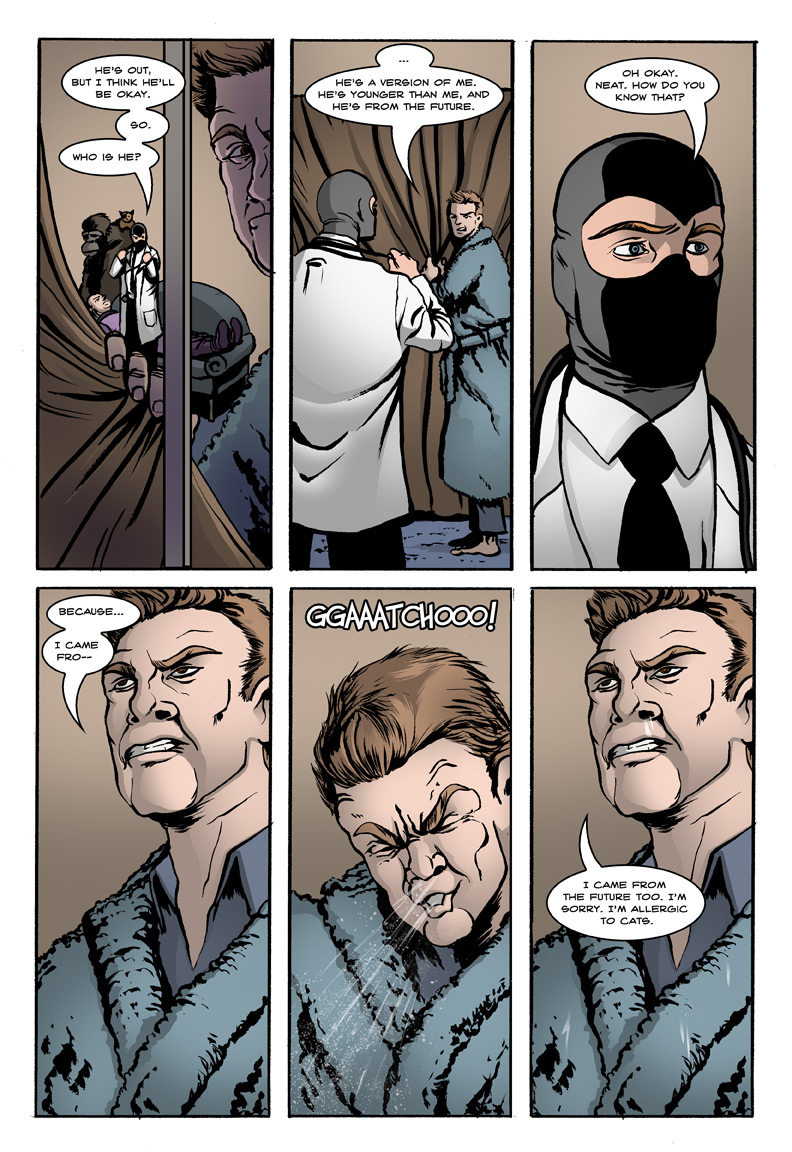 HE'S OUT,
BUT I THINK HE'LL
BE OKAY.
SO.
WHO IS HE?
...
HE'S A VERSION OF ME.
HE'S YOUNGER THAN ME, AND
HE'S FROM THE FUTURE.
OH OKAY.
NEAT. HOW DO YOU
KNOW THAT?
BECAUSE...
I CAME
FRO--
GGAAATCHOOO!
I CAME FROM
THE FUTURE TOO. I'M
SORRY. I'M ALLERGIC
TO CATS.